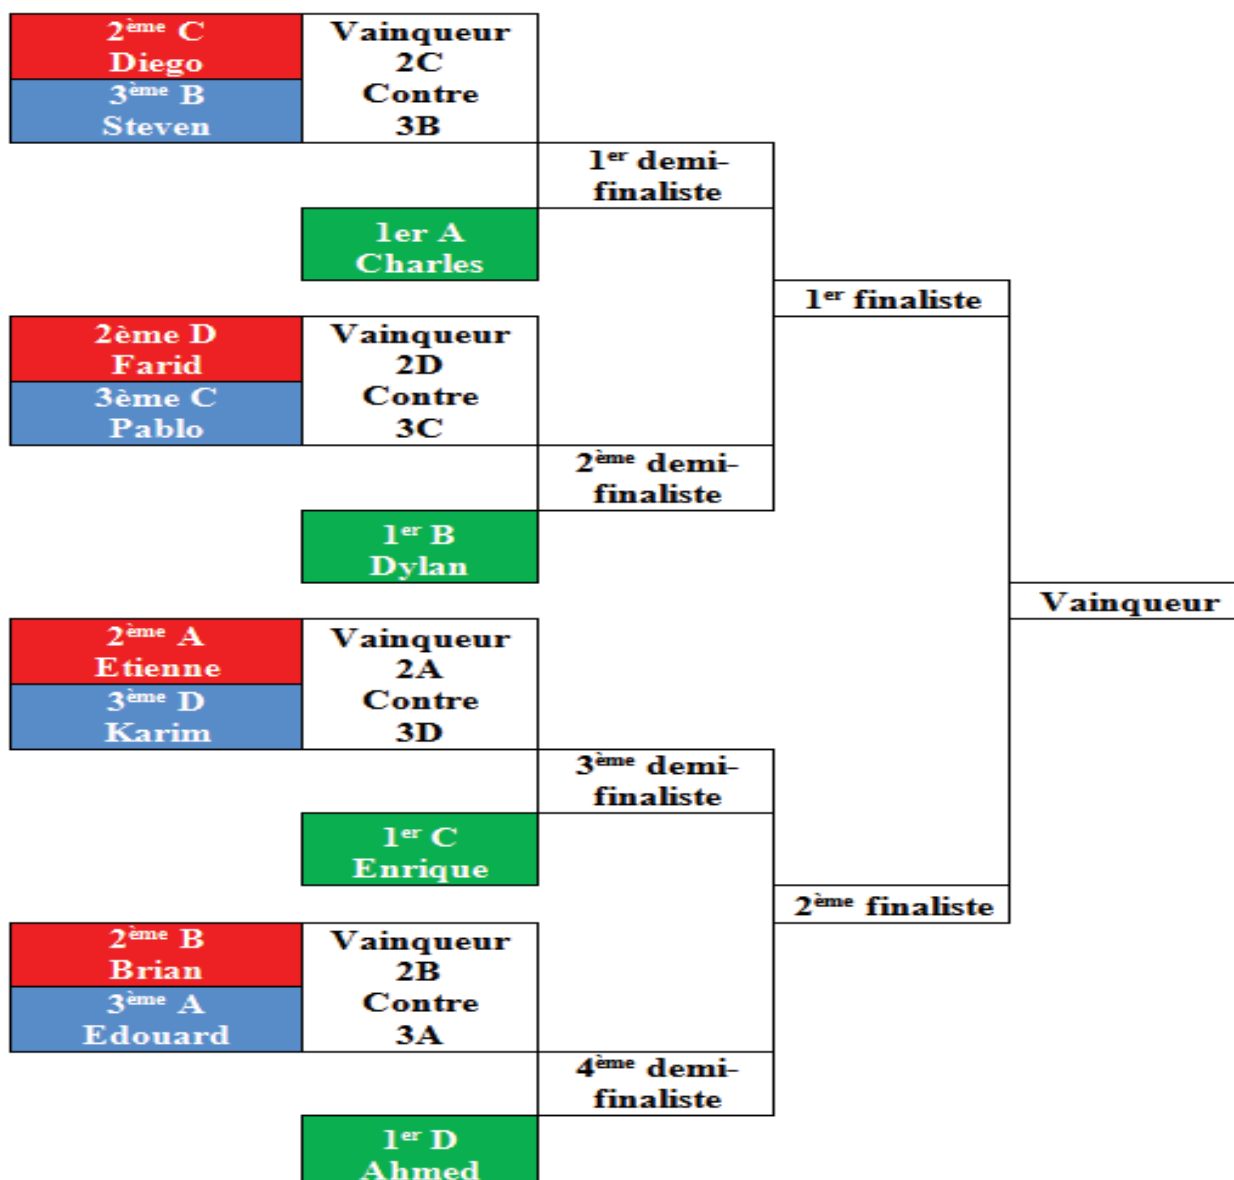 2ème C
Diego
3ème B
Steven
Vainqueur
2C
Contre
3B
1er demi-
finaliste
1er A
Charles
1er finaliste
2ème D
Farid
3ème C
Pablo
Vainqueur
2D
Contre
3C
2ème demi-
finaliste
1er B
Dylan
Vainqueur
2ème A
Etienne
3ème D
Karim
Vainqueur
2A
Contre
3D
3ème demi-
finaliste
1er C
Enrique
2ème finaliste
2ème B
Brian
3ème A
Edouard
Vainqueur
2B
Contre
3A
4ème demi-
finaliste
1er D
Ahmed